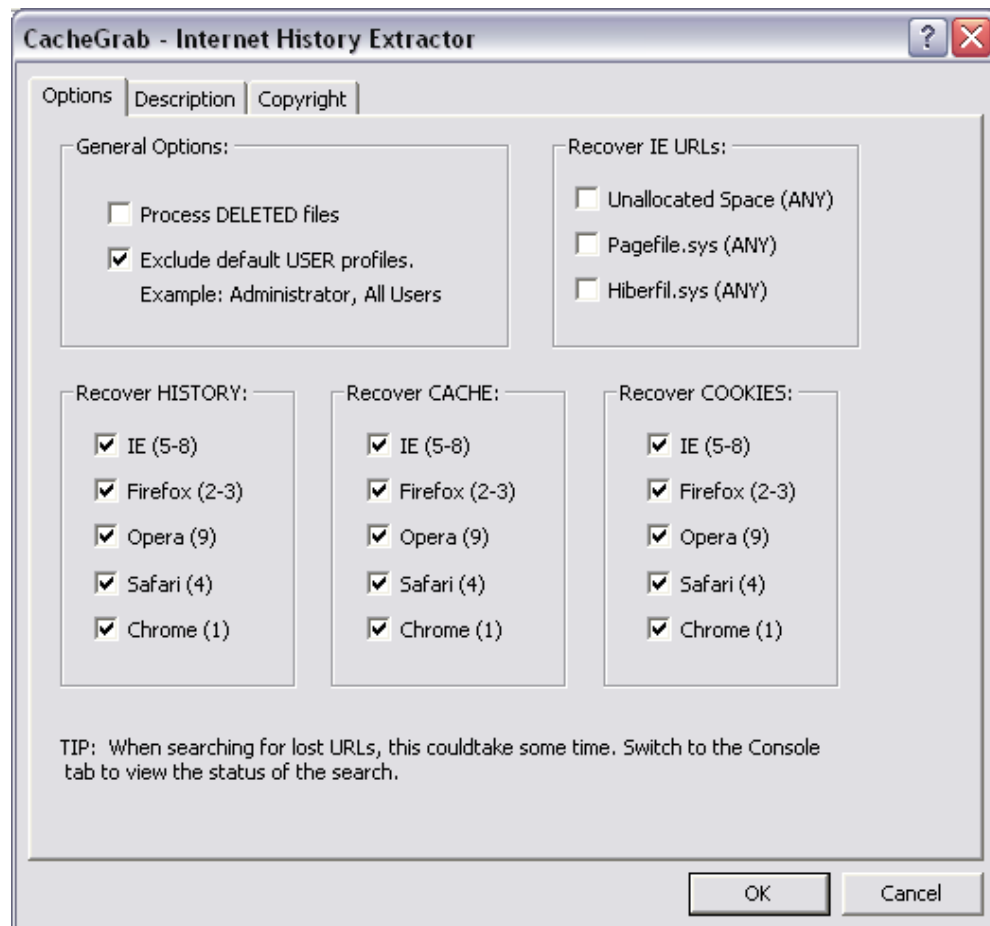 CacheGrab - Internet History Extractor
?
Options Description Copyright
General Options:
Process DELETED files
Exclude default USER profiles.
Example: Administrator, All Users
Recover IE URLs:
Unallocated Space (ANY)
Pagefile.sys (ANY)
Hiberfil.sys (ANY)
Recover HISTORY:
IE (5-8)
Firefox (2-3)
Opera (9)
Safari (4)
Chrome (1)
Recover CACHE:
IE (5-8)
Firefox (2-3)
Opera (9)
Safari (4)
Chrome (1)
Recover COOKIES:
IE (5-8)
Firefox (2-3)
Opera (9)
Safari (4)
Chrome (1)
TIP: When searching for lost URLs, this couldtake some time. Switch to the Console
tab to view the status of the search.
OK Cancel